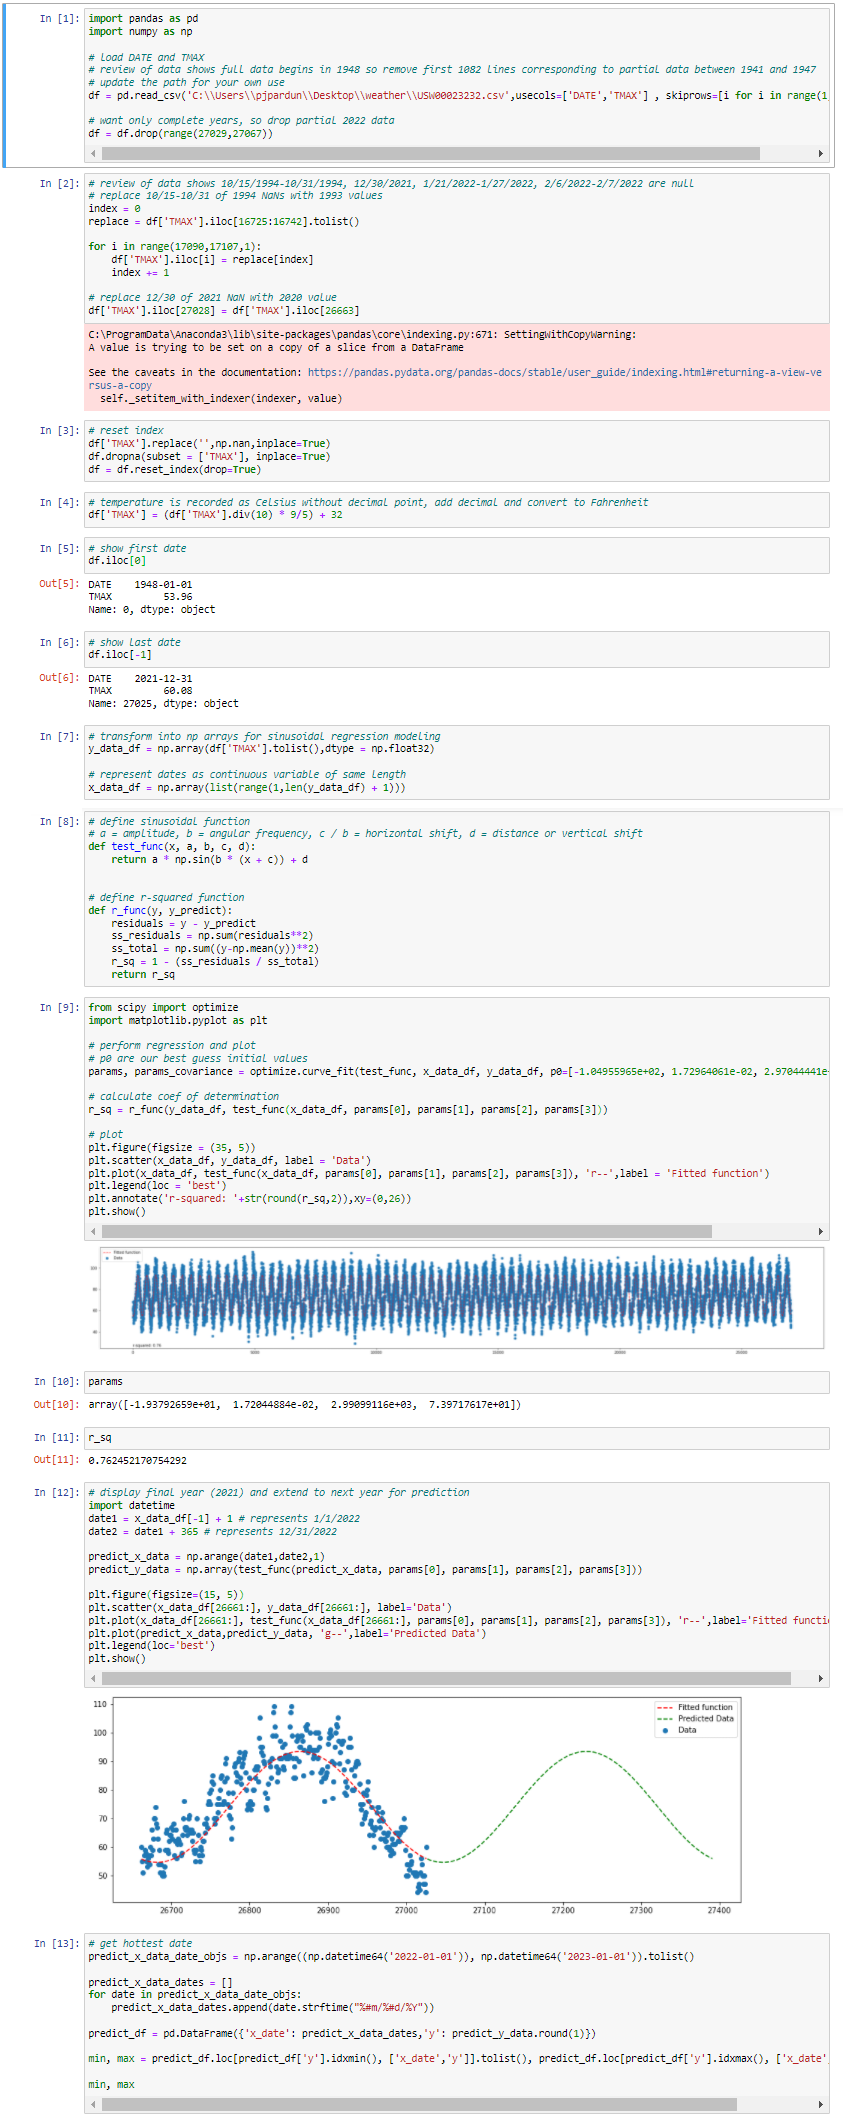 In [1]:
import pandas as pd
import numpy as np
# load DATE and TMAX
# review of data shows full data begins in 1948 so remove first 1082 lines corresponding to partial data between 1941 and 1947
# update the path for your own use
df = pd.read_csv('C:\\Users\\pjpardun\\Desktop\\weather\\USW00023232.csv',usecols=['DATE','TMAX'] , skiprows=[i for i in range(1,
# want only complete years, so drop partial 2022 data
df = df.drop(range(27029,27067))
In [2]:
# review of data shows 10/15/1994-10/31/1994, 12/30/2021, 1/21/2022-1/27/2022, 2/6/2022-2/7/2022 are null
# replace 10/15-10/31 of 1994 NaNs with 1993 values
index = 0
replace = df['TMAX'].iloc[16725:16742].tolist()
for i in range(17090,17107,1):
    df['TMAX'].iloc[i] = replace[index]
    index += 1
# replace 12/30 of 2021 NaN with 2020 value
df['TMAX'].iloc[27028] = df['TMAX'].iloc[26663]
C:\ProgramData\Anaconda3\lib\site-packages\pandas\core\indexing.py:671: SettingWithCopyWarning:
A value is trying to be set on a copy of a slice from a DataFrame
See the caveats in the documentation: https://pandas.pydata.org/pandas-docs/stable/user_guide/indexing.html#returning-a-view-ve
rsus-a-copy
  self._setitem_with_indexer(indexer, value)
In [3]:
# reset index
df['TMAX'].replace('',np.nan,inplace=True)
df.dropna(subset = ['TMAX'], inplace=True)
df = df.reset_index(drop=True)
In [4]:
# temperature is recorded as Celsius without decimal point, add decimal and convert to Fahrenheit
df['TMAX'] = (df['TMAX'].div(10) * 9/5) + 32
In [5]:
# show first date
df.iloc[0]
Out[5]:
DATE    1948-01-01
TMAX         53.96
Name: 0, dtype: object
In [6]:
# show last date
df.iloc[-1]
Out[6]:
DATE    2021-12-31
TMAX         60.08
Name: 27025, dtype: object
In [7]:
# transform into np arrays for sinusoidal regression modeling
y_data_df = np.array(df['TMAX'].tolist(),dtype = np.float32)
# represent dates as continuous variable of same length
x_data_df = np.array(list(range(1,len(y_data_df) + 1)))
In [8]:
# define sinusoidal function
# a = amplitude, b = angular frequency, c / b = horizontal shift, d = distance or vertical shift
def test_func(x, a, b, c, d):
    return a * np.sin(b * (x + c)) + d
# define r-squared function
def r_func(y, y_predict):
    residuals = y - y_predict
    ss_residuals = np.sum(residuals**2)
    ss_total = np.sum((y-np.mean(y))**2)
    r_sq = 1 - (ss_residuals / ss_total)
    return r_sq
In [9]:
from scipy import optimize
import matplotlib.pyplot as plt
# perform regression and plot
# p0 are our best guess initial values
params, params_covariance = optimize.curve_fit(test_func, x_data_df, y_data_df, p0=[-1.04955965e+02, 1.72964061e-02, 2.97044441e+
# calculate coef of determination
r_sq = r_func(y_data_df, test_func(x_data_df, params[0], params[1], params[2], params[3]))
# plot
plt.figure(figsize = (35, 5))
plt.scatter(x_data_df, y_data_df, label = 'Data')
plt.plot(x_data_df, test_func(x_data_df, params[0], params[1], params[2], params[3]), 'r--',label = 'Fitted function')
plt.legend(loc = 'best')
plt.annotate('r-squared: '+str(round(r_sq,2)),xy=(0,26))
plt.show()
Fitted function
Data
100
80
60
40
r-squared: 0.76
0 5000 10000 15000 20000 25000
In [10]:
params
Out[10]:
array([-1.93792659e+01,  1.72044884e-02,  2.99099116e+03,  7.39717617e+01])
In [11]:
r_sq
Out[11]:
0.762452170754292
In [12]:
# display final year (2021) and extend to next year for prediction
import datetime
date1 = x_data_df[-1] + 1 # represents 1/1/2022
date2 = date1 + 365 # represents 12/31/2022
predict_x_data = np.arange(date1,date2,1)
predict_y_data = np.array(test_func(predict_x_data, params[0], params[1], params[2], params[3]))
plt.figure(figsize=(15, 5))
plt.scatter(x_data_df[26661:], y_data_df[26661:], label='Data')
plt.plot(x_data_df[26661:], test_func(x_data_df[26661:], params[0], params[1], params[2], params[3]), 'r--',label='Fitted functio
plt.plot(predict_x_data,predict_y_data, 'g--',label='Predicted Data')
plt.legend(loc='best')
plt.show()
110
100
90
80
70
60
50
Fitted function
Predicted Data
Data
26700 26800 26900 27000 27100 27200 27300 27400
In [13]:
# get hottest date
predict_x_data_date_objs = np.arange((np.datetime64('2022-01-01')), np.datetime64('2023-01-01')).tolist()
predict_x_data_dates = []
for date in predict_x_data_date_objs:
    predict_x_data_dates.append(date.strftime("%#m/%#d/%Y"))
predict_df = pd.DataFrame({'x_date': predict_x_data_dates,'y': predict_y_data.round(1)})
min, max = predict_df.loc[predict_df['y'].idxmin(), ['x_date','y']].tolist(), predict_df.loc[predict_df['y'].idxmax(), ['x_date'
min, max